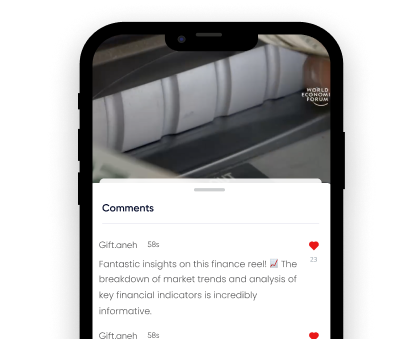 WORLD
ECONOMIC
FORUM
Comments
Gift.aneh 58s
Fantastic insights on this finance reel! 📈 The
23
breakdown of market trends and analysis of
key financial indicators is incredibly
informative.
Gift.aneh 58s